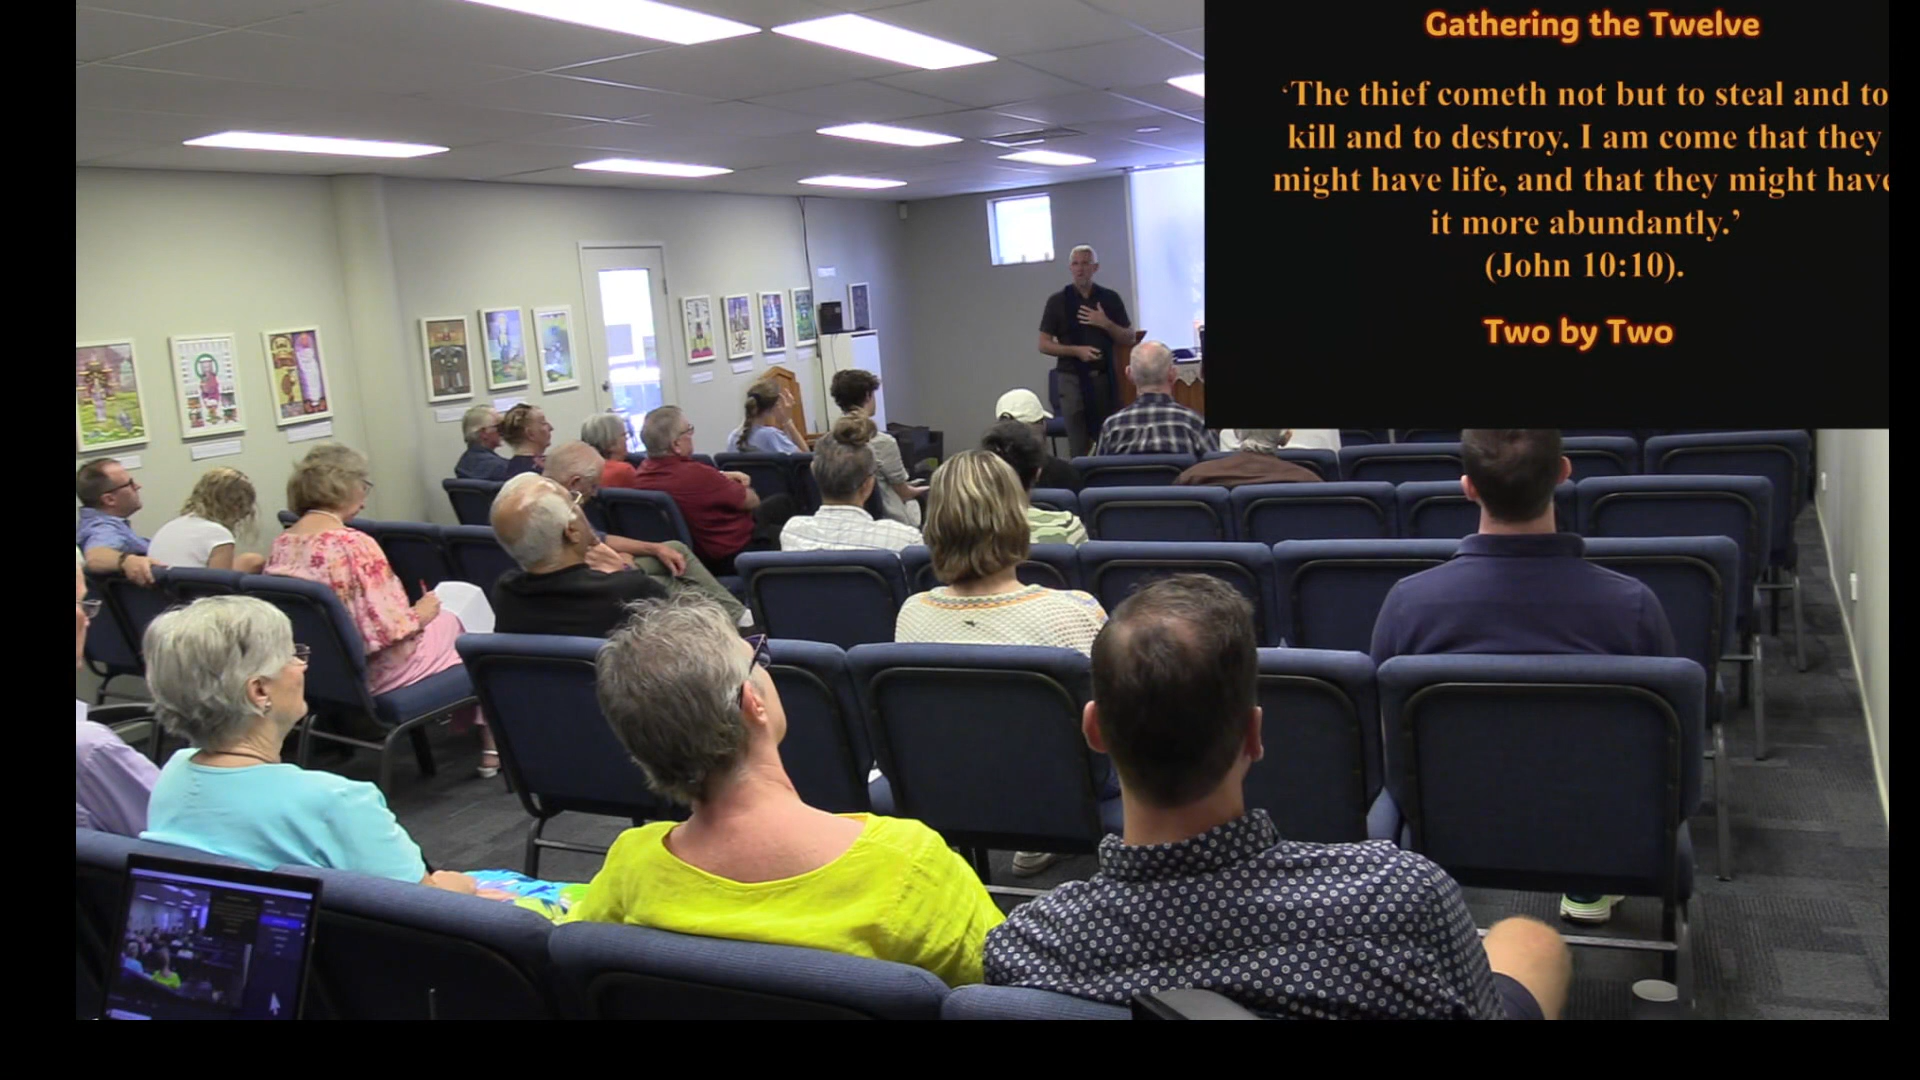 Gathering the Twelve
‘The thief cometh not but to steal and to
kill and to destroy. I am come that they
might have life, and that they might have
it more abundantly.’
(John 10:10).
Two by Two